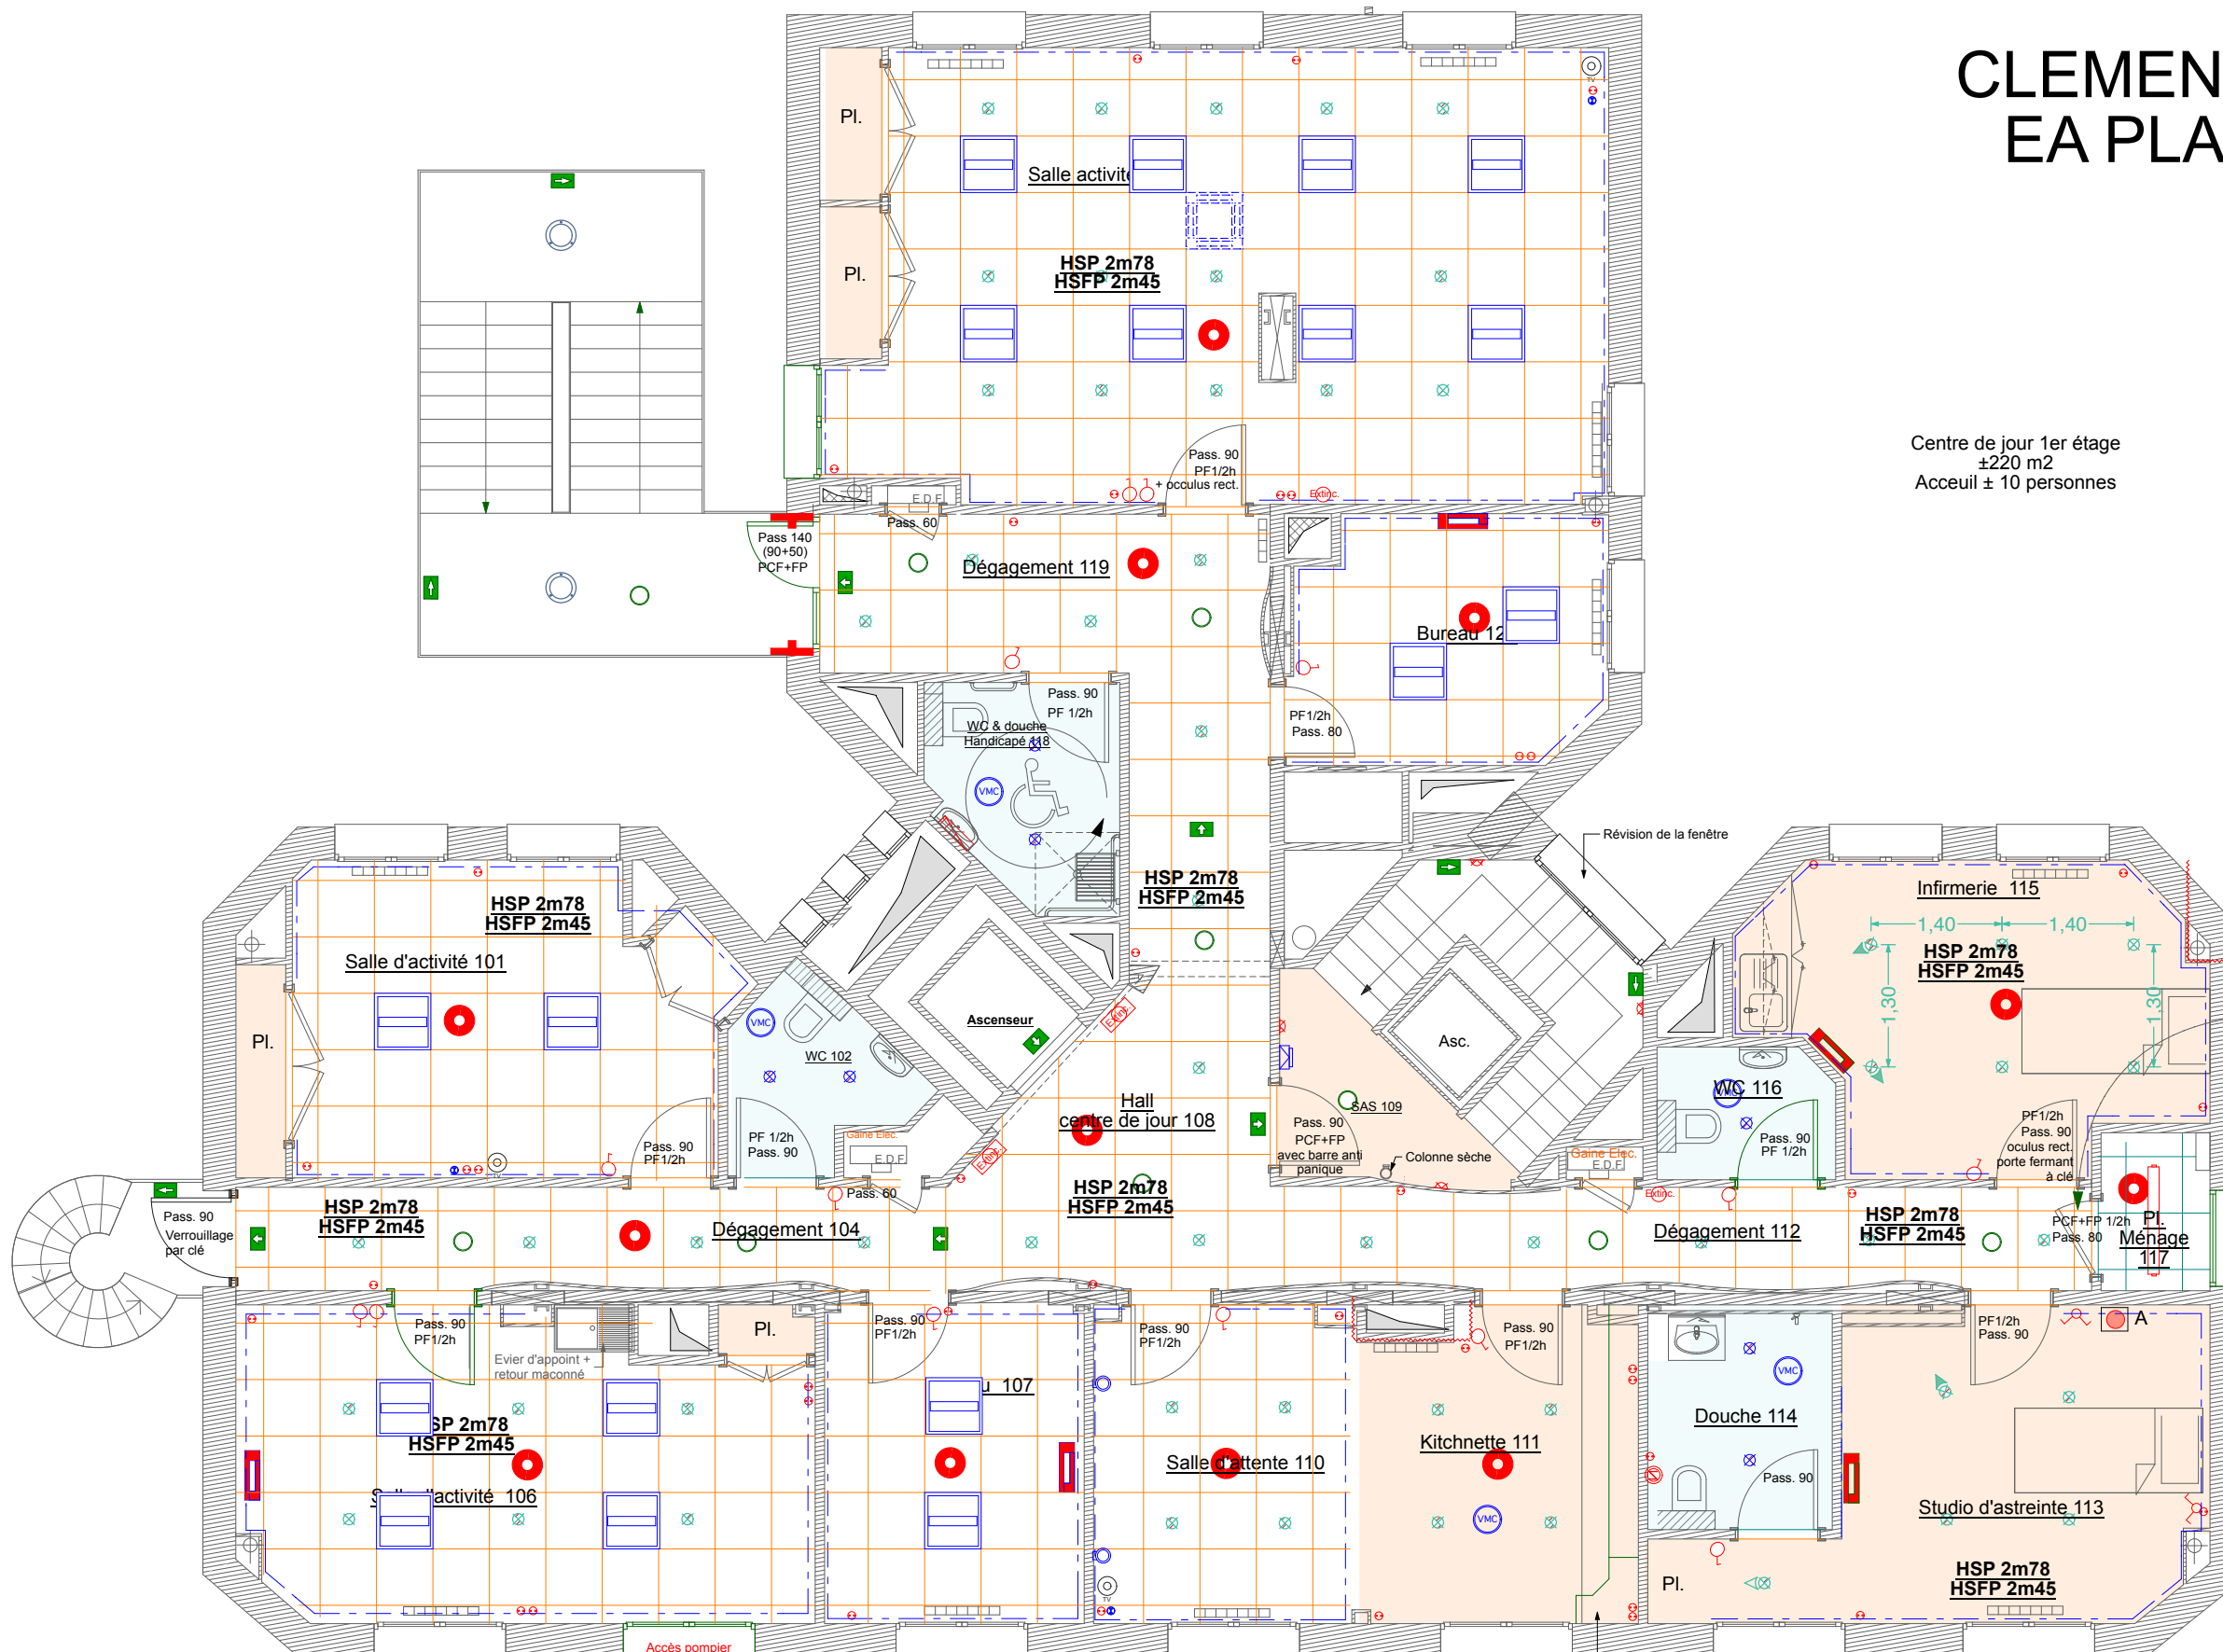 CLEMEN
EA PLA
Centre de jour 1er étage
±220 m2
Acceuil ± 10 personnes
Pl.
Pl.
TV
Salle activité
HSP 2m78
HSFP 2m45
Pass. 90
PF1/2h
+ occulus rect.
Extinc.
E.D.F
Pass. 60
Pass 140
(90+50)
PCF+FP
Dégagement 119
Bureau 12
PF1/2h
Pass. 80
Pass. 90
PF 1/2h
WC & douche
Handicapé 118
VMC
HSP 2m78
HSFP 2m45
Révision de la fenêtre
Infirmerie 115
1,40
1,40
HSP 2m78
HSFP 2m45
1,30
1,30
HSP 2m78
HSFP 2m45
Salle d'activité 101
Pl.
TV
Pass. 90
PF1/2h
VMC
WC 102
PF 1/2h
Pass. 90
Gaine Elec.
E.D.F
Pass. 60
Ascenseur
Extinc.
Extinc.
Hall
centre de jour 108
HSP 2m78
HSFP 2m45
Asc.
SAS 109
Pass. 90
PCF+FP
avec barre anti
panique
Colonne sèche
Gaine Elec.
E.D.F
Extinc.
WC 116
VMC
Pass. 90
PF 1/2h
PF1/2h
Pass. 90
oculus rect.
porte fermant
à clé
Pass. 90
Verrouillage
par clé
HSP 2m78
HSFP 2m45
Dégagement 104
Dégagement 112
HSP 2m78
HSFP 2m45
PCF+FP 1/2h
Pass. 80
Pl.
Ménage
117
Pass. 90
PF1/2h
Evier d'appoint +
retour maconné
Pl.
SP 2m78
HSFP 2m45
activité 106
Pass. 90
PF1/2h
u 107
Pass. 90
PF1/2h
Salle d'attente 110
TV
Pass. 90
PF1/2h
Kitchnette 111
VMC
VMC
Douche 114
Pass. 90
PF1/2h
Pass. 90
A
Studio d'astreinte 113
HSP 2m78
HSFP 2m45
Pl.
Accès pompier